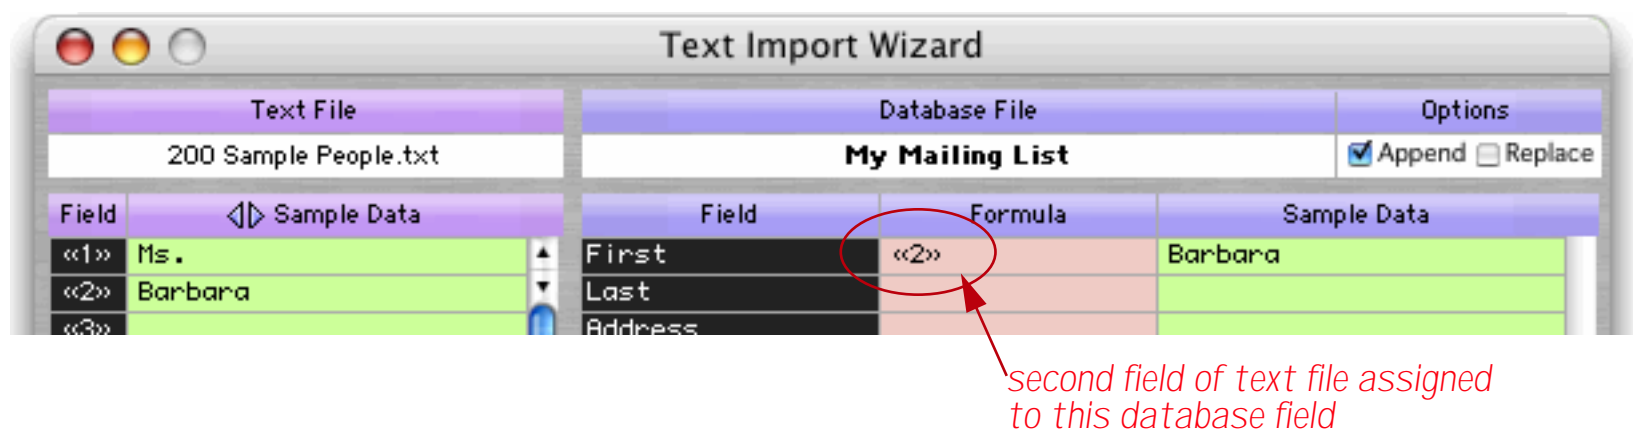 Text Import Wizard
Text File
Database File
Options
200 Sample People.txt
My Mailing List
Append Replace
Field Sample Data
Field Formula Sample Data
«1» Ms.
First «2» Barbara
«2» Barbara
Last
«3»
Address
second field of text file assigned
to this database field